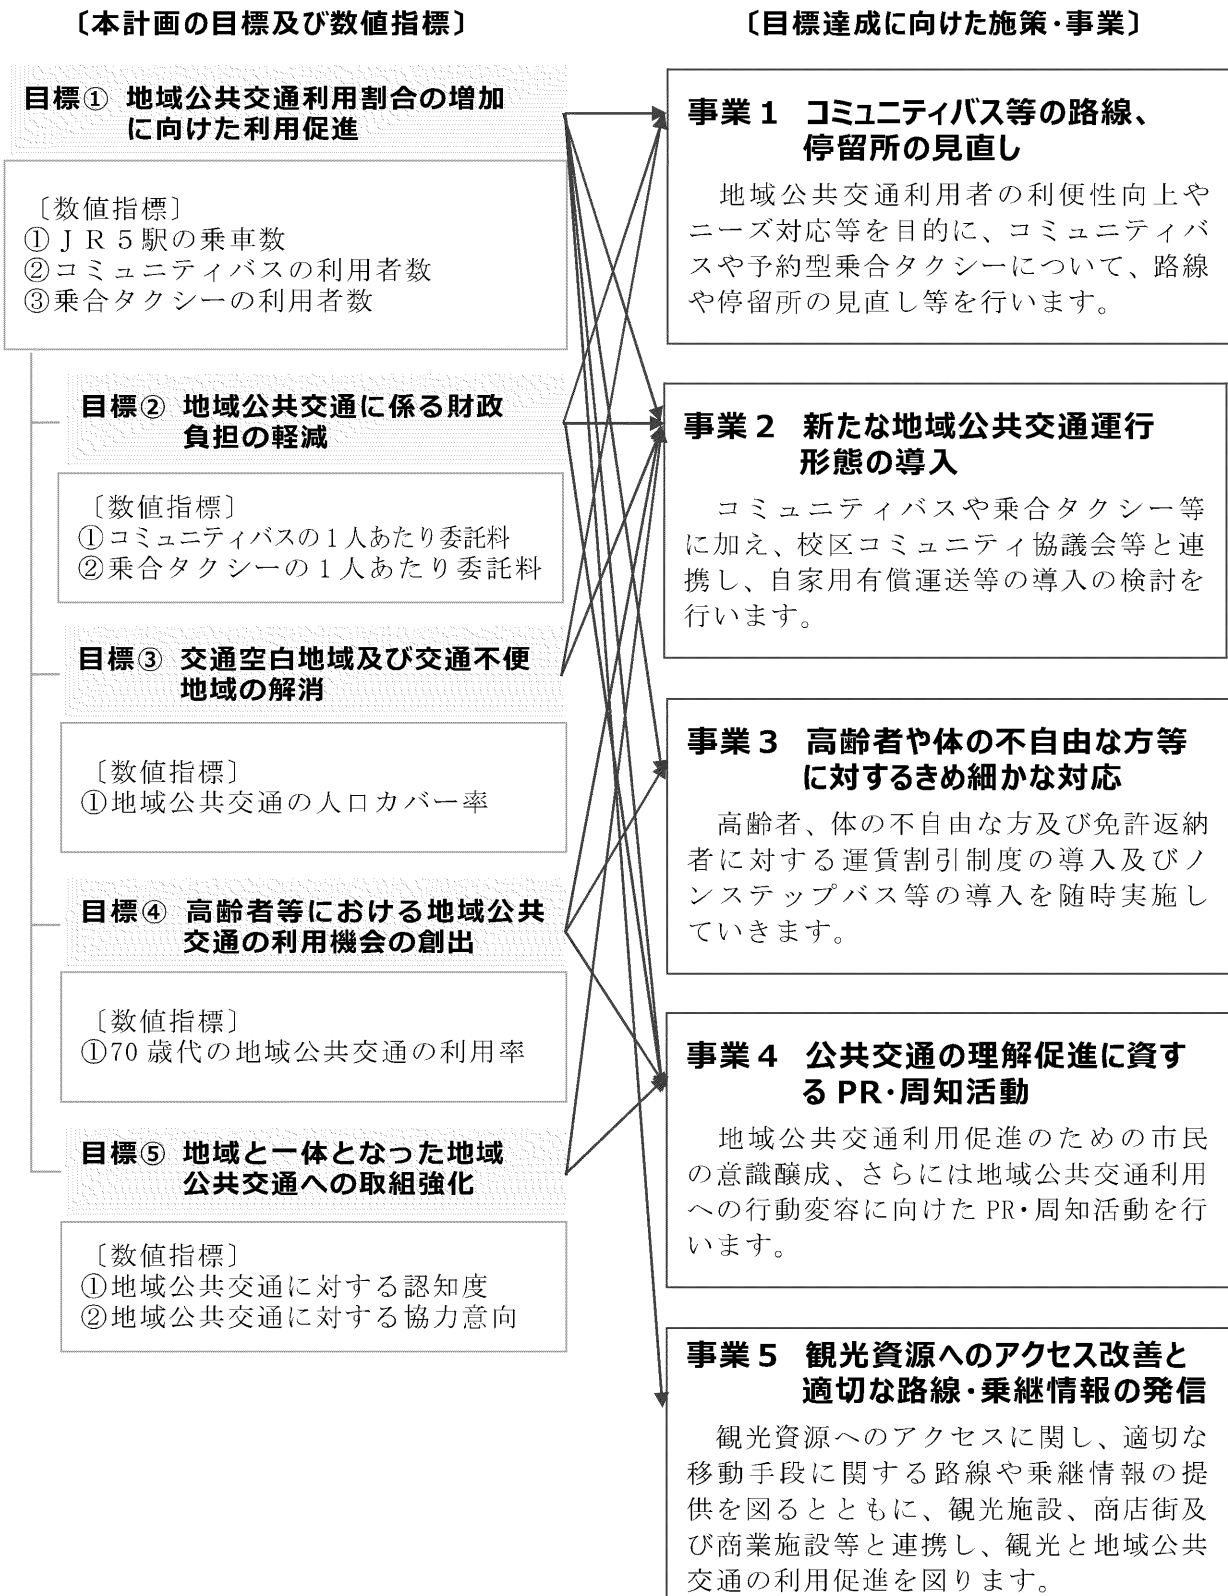 〔本計画の目標及び数値指標〕
目標① 地域公共交通利用割合の増加
に向けた利用促進
〔数値指標〕
①ＪＲ５駅の乗車数
②コミュニティバスの利用者数
③乗合タクシーの利用者数
目標② 地域公共交通に係る財政
負担の軽減
〔数値指標〕
①コミュニティバスの１人あたり委託料
②乗合タクシーの１人あたり委託料
目標③ 交通空白地域及び交通不便
地域の解消
〔数値指標〕
①地域公共交通の人口カバー率
目標④ 高齢者等における地域公共
交通の利用機会の創出
〔数値指標〕
①70 歳代の地域公共交通の利用率
目標⑤ 地域と一体となった地域
公共交通への取組強化
〔数値指標〕
①地域公共交通に対する認知度
②地域公共交通に対する協力意向
〔目標達成に向けた施策・事業〕
事業１ コミュニティバス等の路線、
停留所の見直し
地域公共交通利用者の利便性向上や
ニーズ対応等を目的に、コミュニティバ
スや予約型乗合タクシーについて、路線
や停留所の見直し等を行います。
事業２ 新たな地域公共交通運行
形態の導入
コミュニティバスや乗合タクシー等
に加え、校区コミュニティ協議会等と連
携し、自家用有償運送等の導入の検討を
行います。
事業３ 高齢者や体の不自由な方等
に対するきめ細かな対応
高齢者、体の不自由な方及び免許返納
者に対する運賃割引制度の導入及びノ
ンステップバス等の導入を随時実施し
ていきます。
事業４ 公共交通の理解促進に資す
る PR・周知活動
地域公共交通利用促進のための市民
の意識醸成、さらには地域公共交通利用
への行動変容に向けた PR・周知活動を行
います。
事業５ 観光資源へのアクセス改善と
適切な路線・乗継情報の発信
観光資源へのアクセスに関し、適切な
移動手段に関する路線や乗継情報の提
供を図るとともに、観光施設、商店街及
び商業施設等と連携し、観光と地域公共
交通の利用促進を図ります。